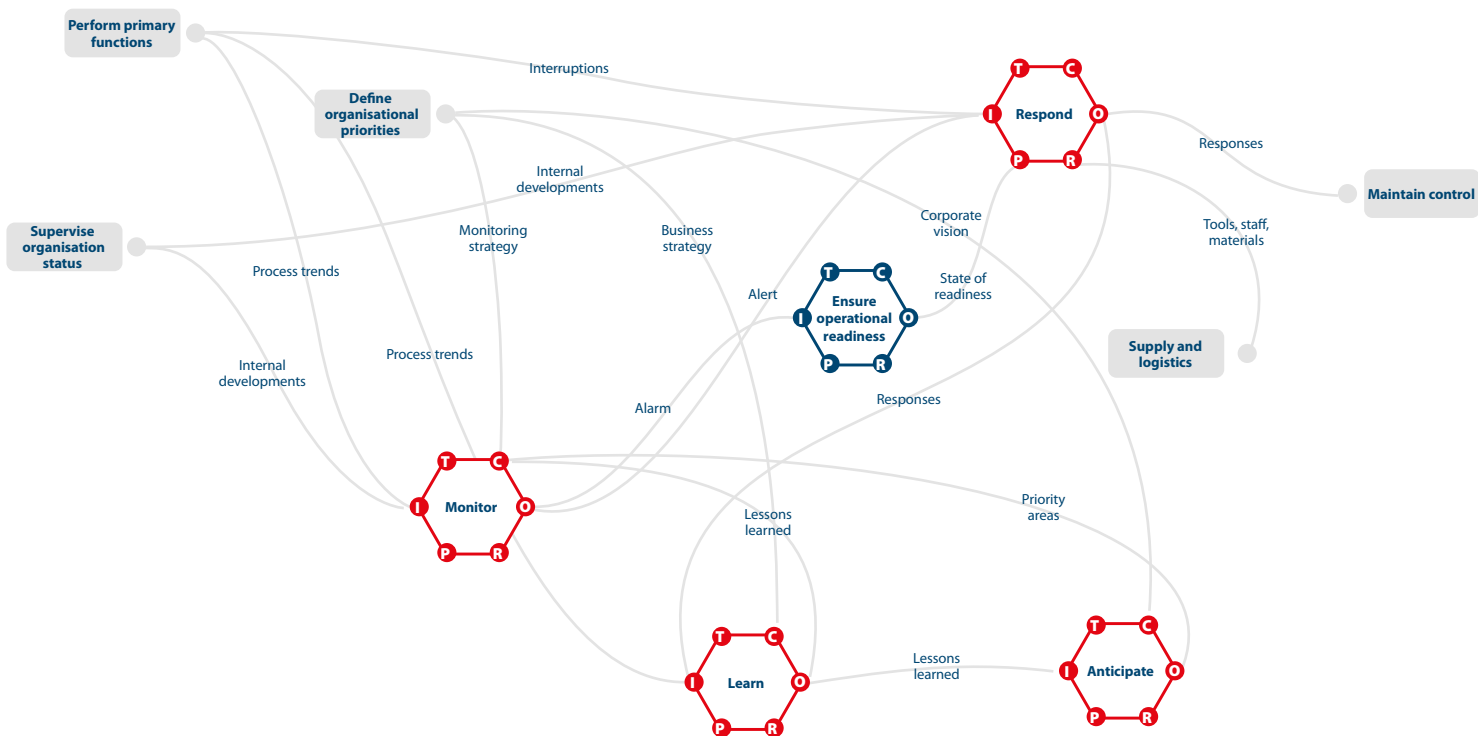 Perform primary
functions
Interruptions
Define
organisational
priorities
T
C
I
Respond
O
P
R
Responses
Maintain control
Internal
developments
Supervise
organisation
status
Monitoring
strategy
Business
strategy
Corporate
vision
Tools, staff,
materials
Process trends
Alert
T
C
I
Ensure
operational
readiness
O
P
R
State of
readiness
Supply and
logistics
Internal
developments
Process trends
Alarm
Responses
T
C
I
Monitor
O
P
R
Lessons
learned
Priority
areas
T
C
I
Learn
O
P
R
Lessons
learned
T
C
I
Anticipate
O
P
R